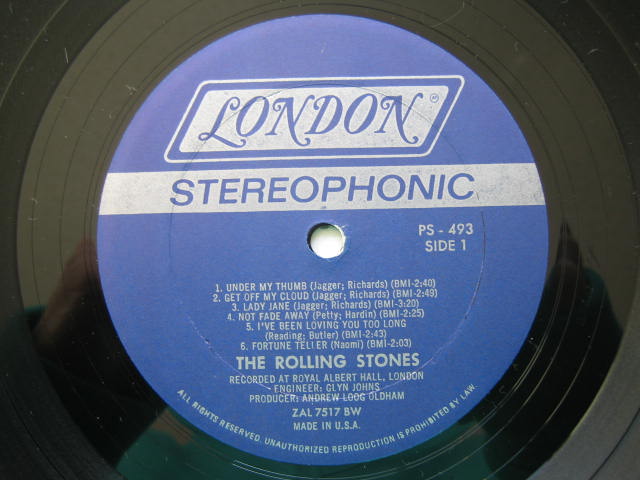 LONDON®
STEREOPHONIC
PS - 493
SIDE 1
1. UNDER MY THUMB (Jagger; Richards) (BMI-2:40)
2. GET OFF MY CLOUD (Jagger; Richards) (BMI-2:49)
3. LADY JANE (Jagger; Richards) (BMI-3:20)
4. NOT FADE AWAY (Petty; Hardin) (BMI-2:25)
5. I'VE BEEN LOVING YOU TOO LONG
(Reading; Butler) (BMI-2:43)
6. FORTUNE TELLER (Naomi) (BMI-2:03)
THE ROLLING STONES
RECORDED AT ROYAL ALBERT HALL, LONDON
ENGINEER: GLYN JOHNS
PRODUCER: ANDREW LOOG OLDHAM
ZAL 7517 BW
MADE IN U.S.A.
ALL RIGHTS RESERVED. UNAUTHORIZED REPRODUCTION IS PROHIBITED BY LAW.